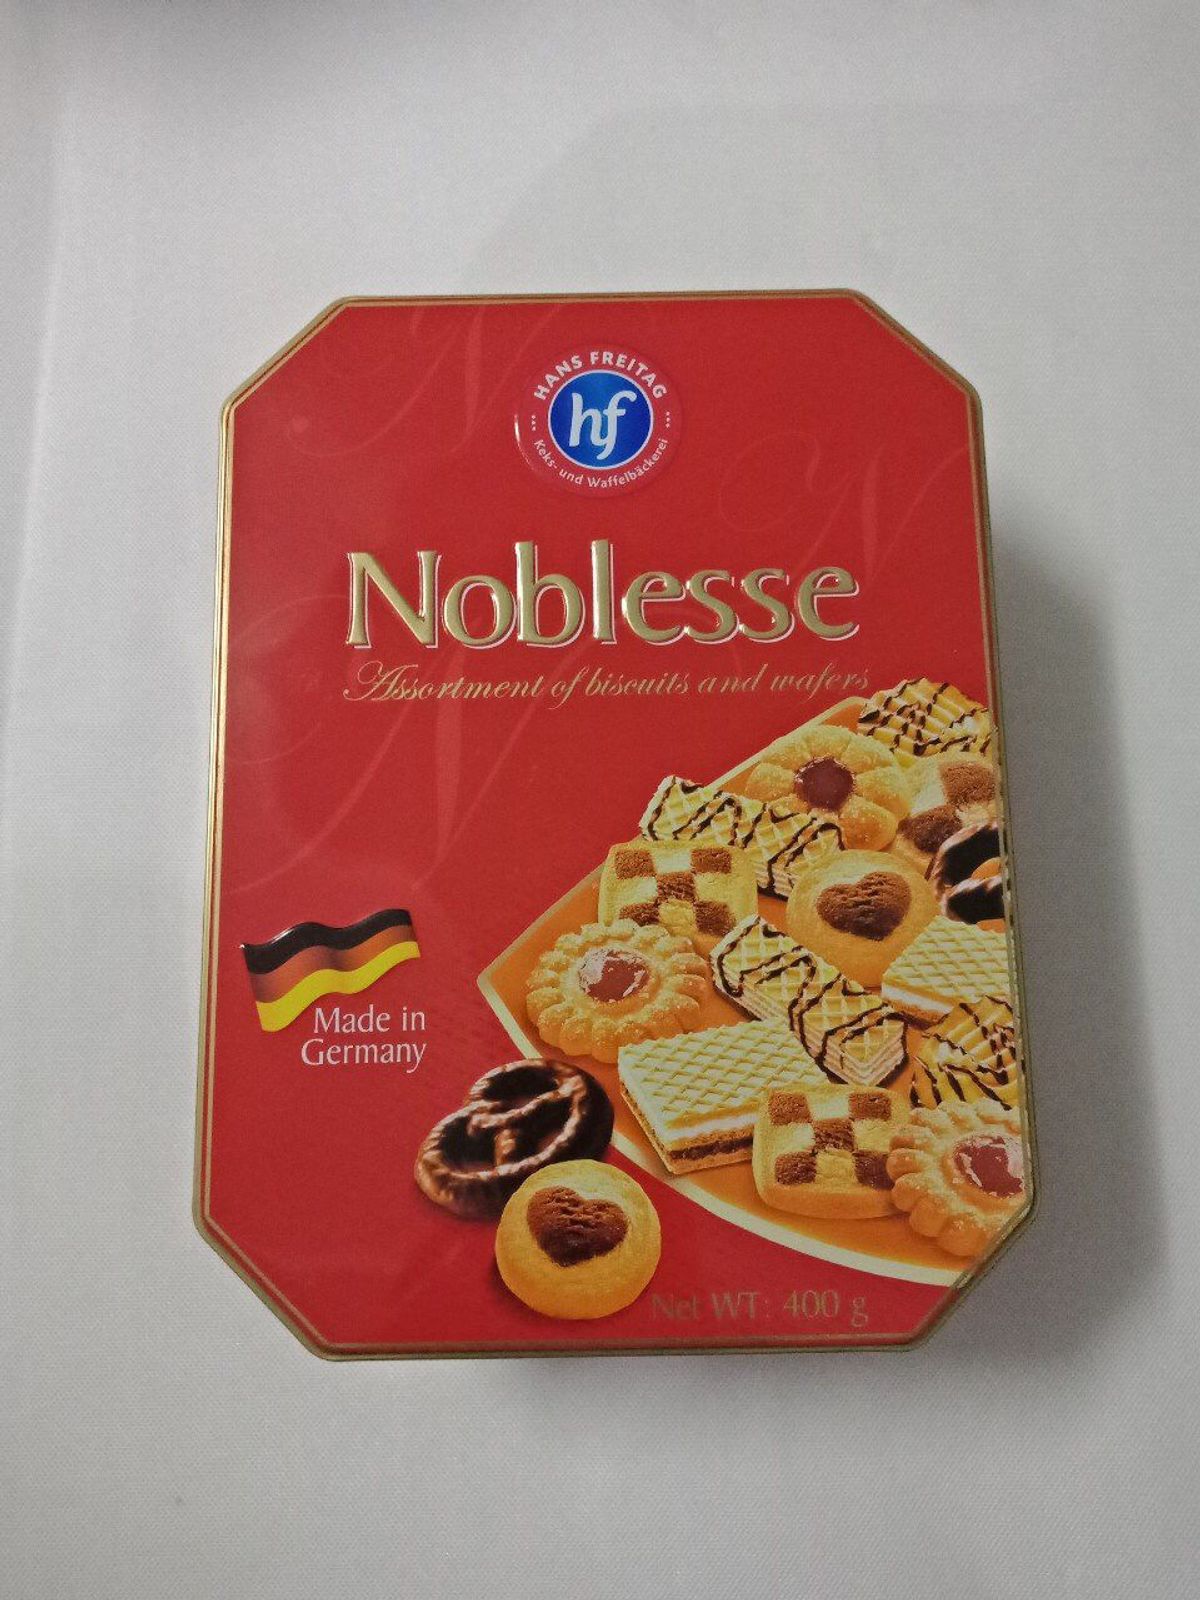 HANS FREITAG
hf
Keks- und Waffelbäckerei
Noblesse
Assortment of biscuits and wafers
Made in
Germany
Net WT: 400 g